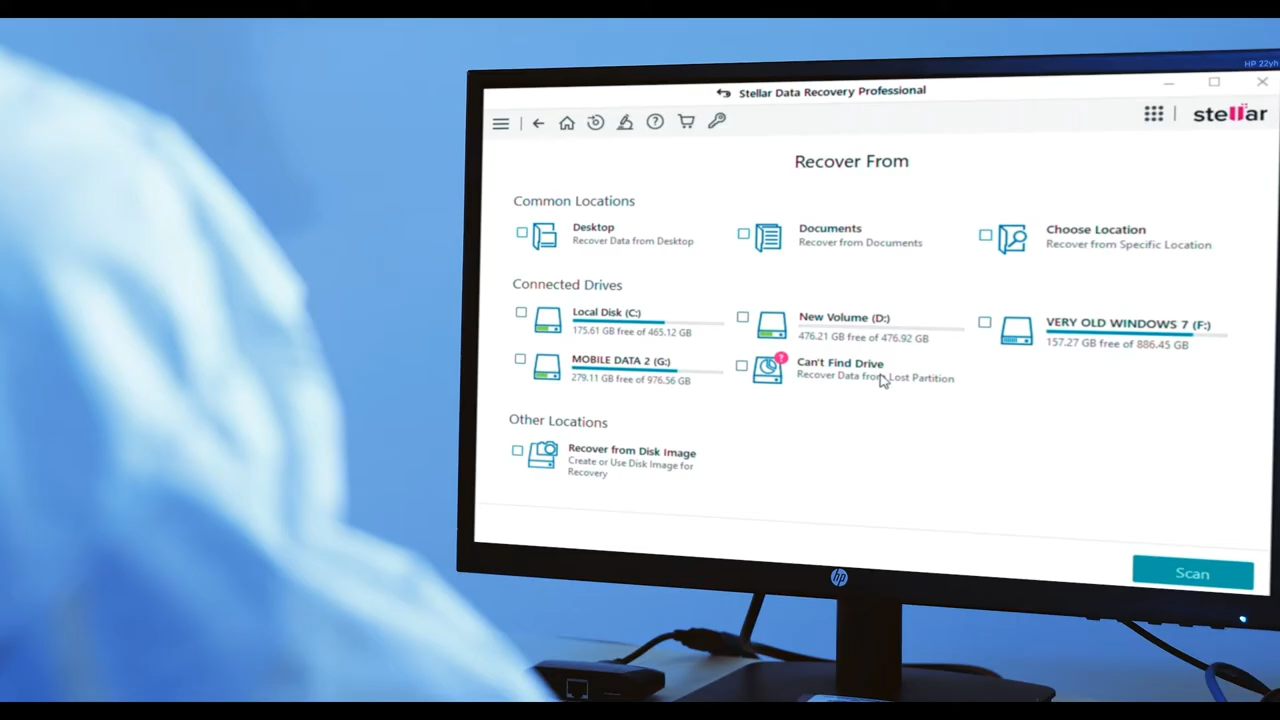 HP 22yh
Stellar Data Recovery Professional
stellar
Recover From
Common Locations
Desktop
Recover Data from Desktop
Documents
Recover from Documents
Choose Location
Recover from Specific Location
Connected Drives
Local Disk (C:)
175.61 GB free of 465.12 GB
New Volume (D:)
476.21 GB free of 476.92 GB
VERY OLD WINDOWS 7 (F:)
157.27 GB free of 886.45 GB
MOBILE DATA 2 (G:)
279.11 GB free of 976.56 GB
Can't Find Drive
Recover Data from Lost Partition
Other Locations
Recover from Disk Image
Create or Use Disk Image for
Recovery
Scan
hp